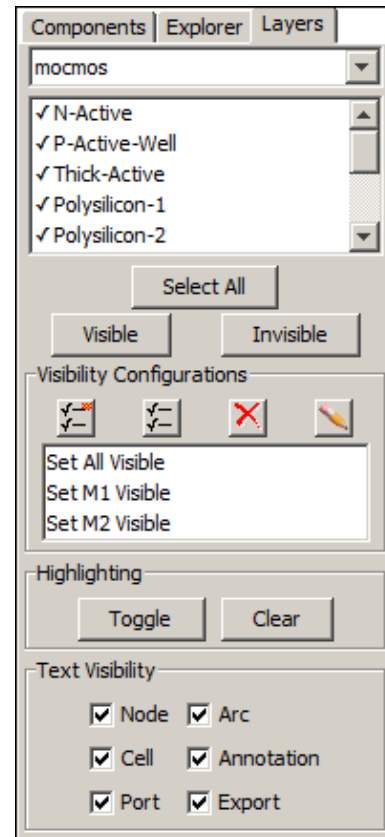 Components Explorer Layers
mocmos
✓ N-Active
✓ P-Active-Well
✓ Thick-Active
✓ Polysilicon-1
✓ Polysilicon-2
Select All
Visible Invisible
Visibility Configurations
Set All Visible
Set M1 Visible
Set M2 Visible
Highlighting
Toggle Clear
Text Visibility
Node Arc
Cell Annotation
Port Export